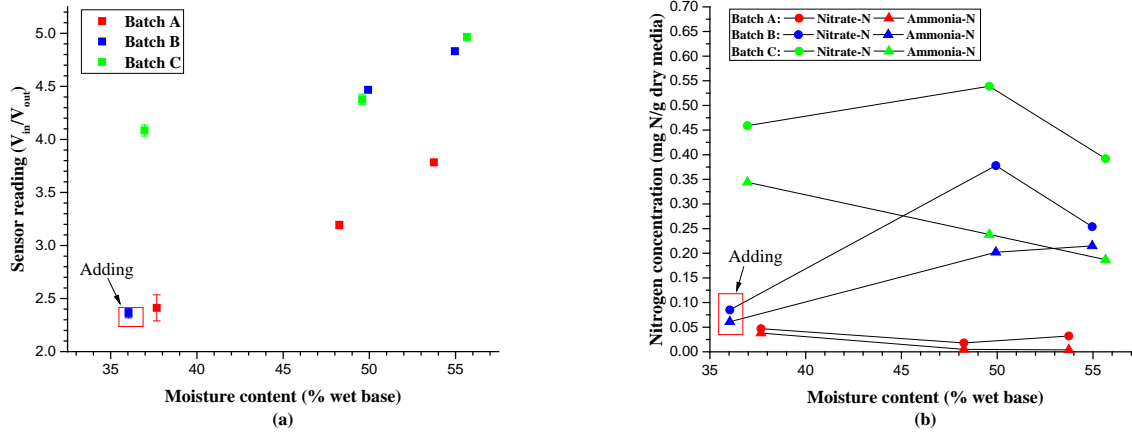 Batch A
Batch B
Batch C
5.0
4.5
4.0
3.5
3.0
2.5
2.0
Sensor reading (V_in/V_out)
Adding
35
40
45
50
55
Moisture content (% wet base)
(a)
Batch A: Nitrate-N Ammonia-N
Batch B: Nitrate-N Ammonia-N
Batch C: Nitrate-N Ammonia-N
0.70
0.65
0.60
0.55
0.50
0.45
0.40
0.35
0.30
0.25
0.20
0.15
0.10
0.05
0.00
Nitrogen concentration (mg N/g dry media)
Adding
35
40
45
50
55
Moisture content (% wet base)
(b)